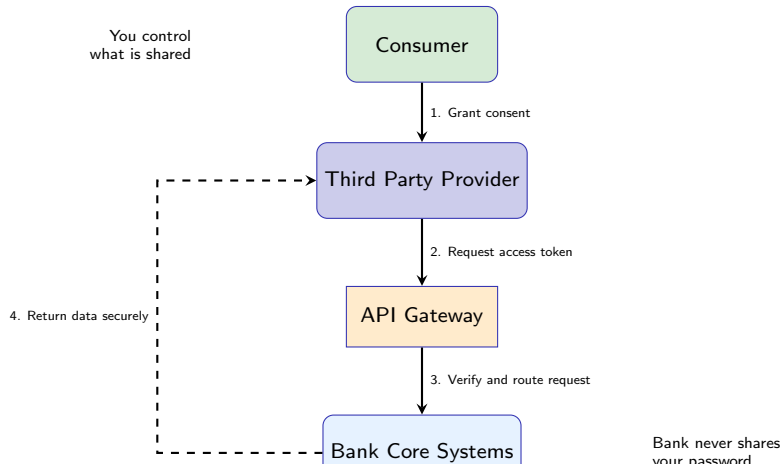 You control
what is shared
Consumer
1. Grant consent
Third Party Provider
2. Request access token
API Gateway
4. Return data securely
3. Verify and route request
Bank Core Systems
Bank never shares
your password